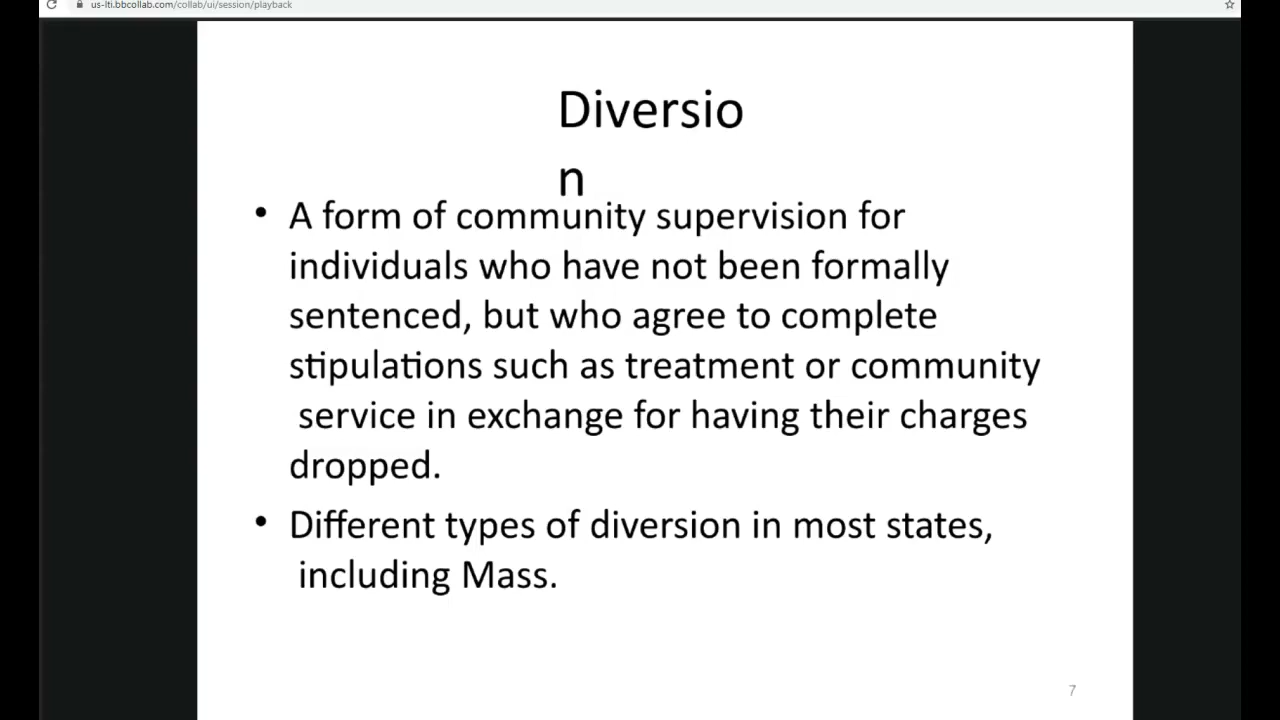 us-lti.bbcollab.com/collab/ui/session/playback
Diversio
n
• A form of community supervision for
individuals who have not been formally
sentenced, but who agree to complete
stipulations such as treatment or community
service in exchange for having their charges
dropped.
• Different types of diversion in most states,
including Mass.
7